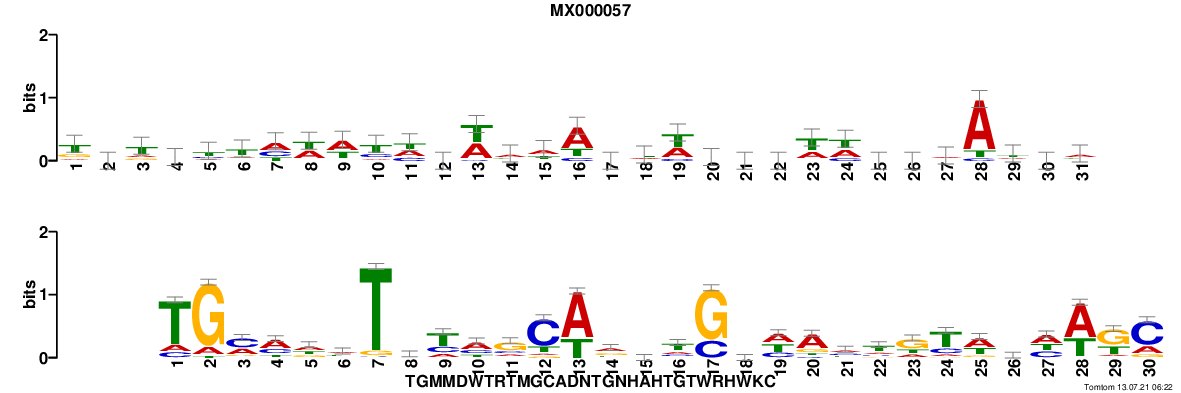 MX000057
2
1
0
bits
1 2 3 4 5 6 7 8 9 10 11 12 13 14 15 16 17 18 19 20 21 22 23 24 25 26 27 28 29 30 31
2
1
0
bits
1 2 3 4 5 6 7 8 9 10 11 12 13 14 15 16 17 18 19 20 21 22 23 24 25 26 27 28 29 30
TGMMDWTRTMGCADNTGNHAHTGTWRHWKC
Tomtom 13.07.21 06:22